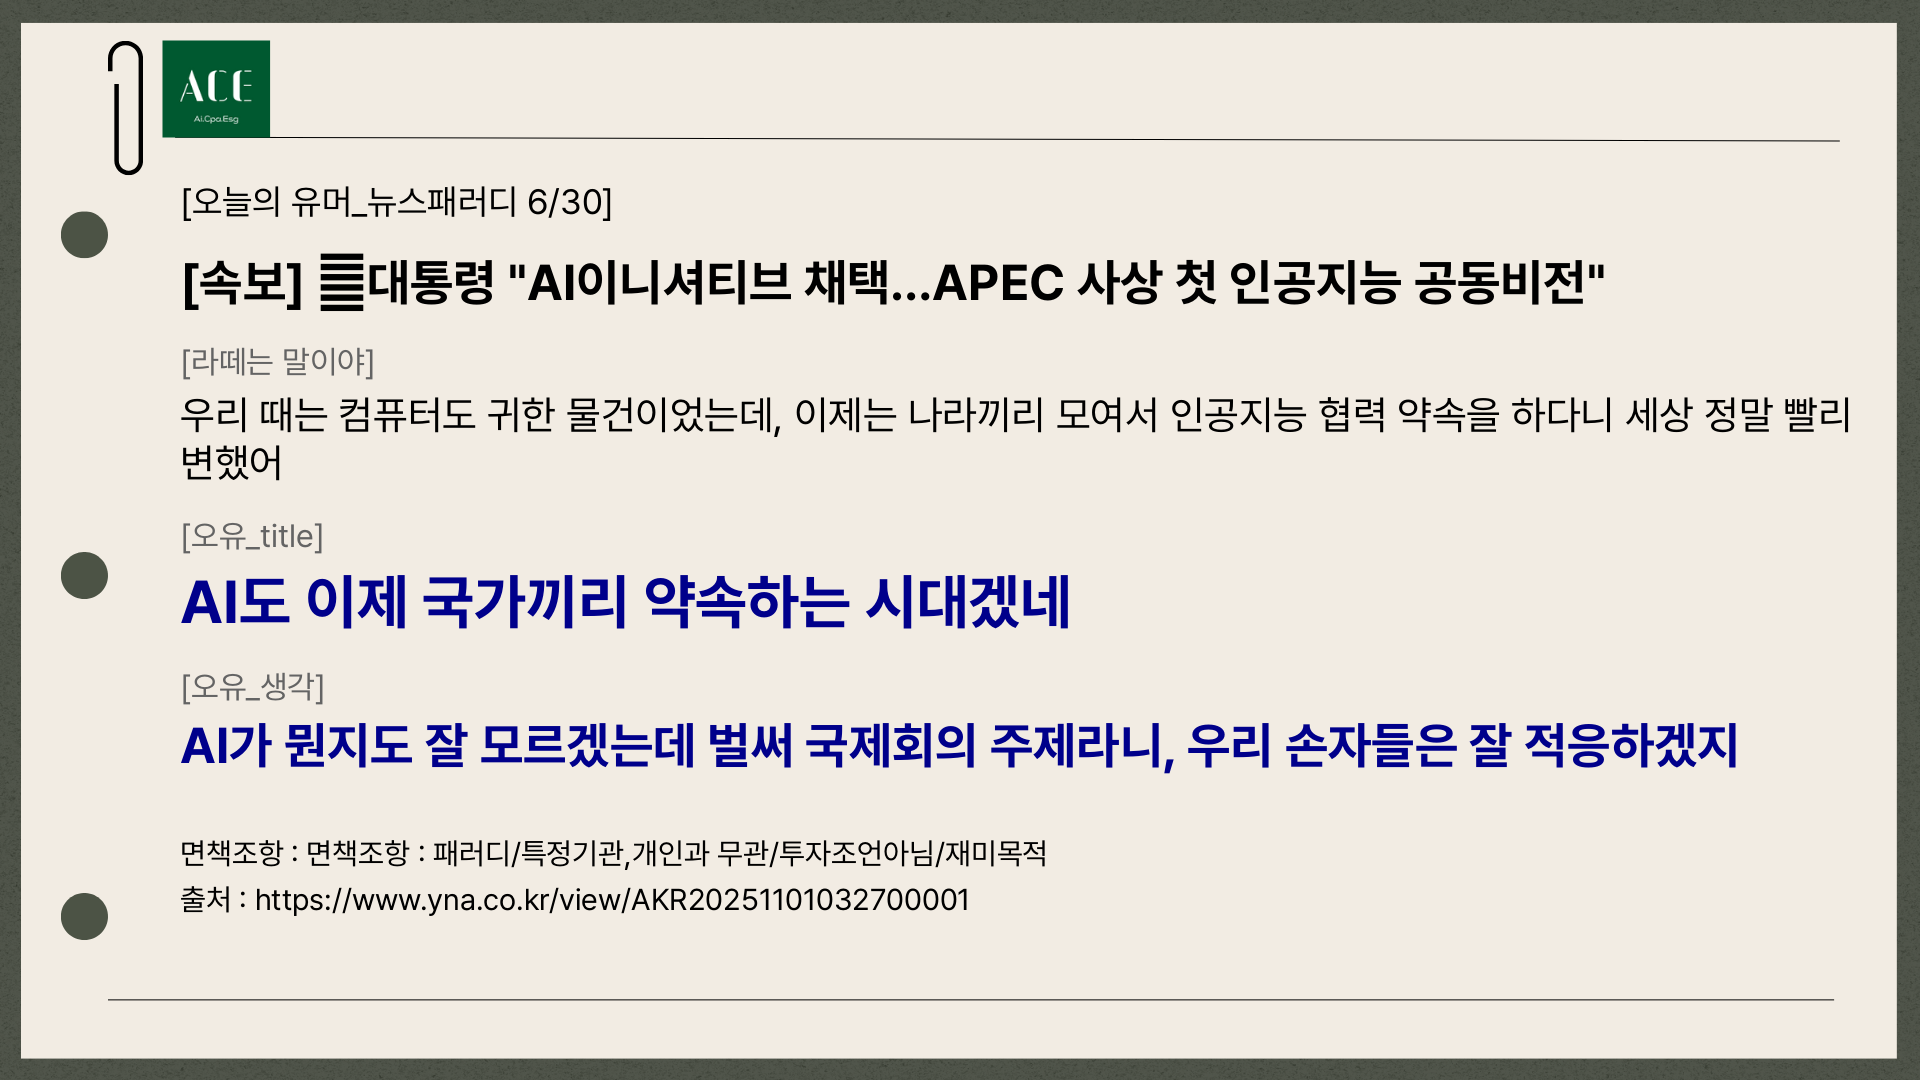 ACE
Ai.Cpa.Esg
[오늘의 유머_뉴스패러디 6/30]
[속보] 대통령 "AI이니셔티브 채택...APEC 사상 첫 인공지능 공동비전"
[라떼는 말이야]
우리 때는 컴퓨터도 귀한 물건이었는데, 이제는 나라끼리 모여서 인공지능 협력 약속을 하다니 세상 정말 빨리
변했어
[오유_title]
AI도 이제 국가끼리 약속하는 시대겠네
[오유_생각]
AI가 뭔지도 잘 모르겠는데 벌써 국제회의 주제라니, 우리 손자들은 잘 적응하겠지
면책조항 : 면책조항 : 패러디/특정기관,개인과 무관/투자조언아님/재미목적
출처 : https://www.yna.co.kr/view/AKR20251101032700001